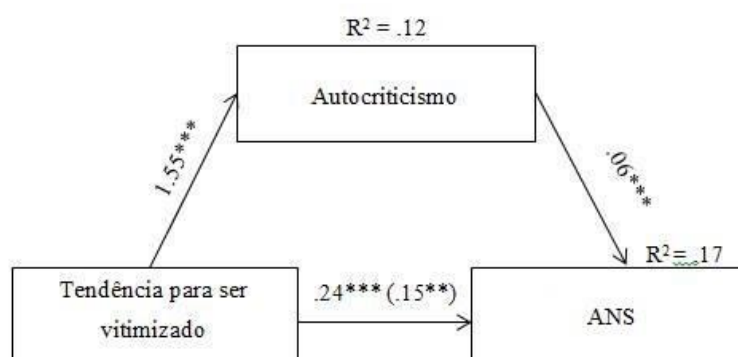 R² = .12
Autocriticismo
1.55***
.06***
R² = .17
Tendência para ser
vitimizado
.24*** (.15**)
ANS